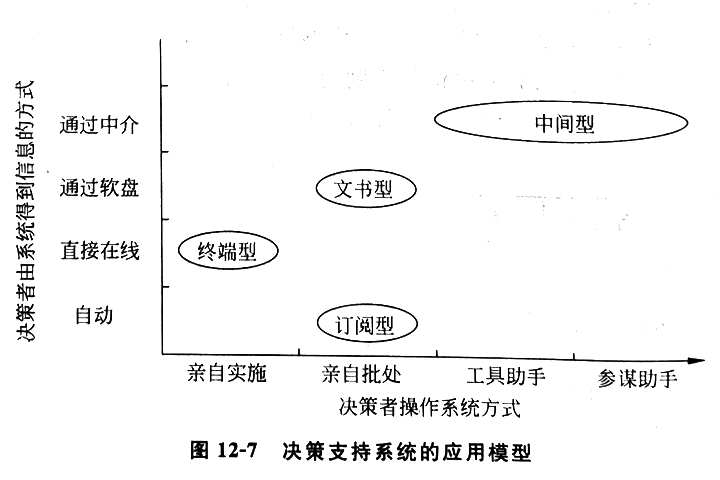 决策者由系统得到信息的方式
通过中介
中间型
通过软盘
文书型
直接在线
终端型
自动
订阅型
亲自实施 亲自批处 工具助手 参谋助手
决策者操作系统方式
图 12-7 决策支持系统的应用模型